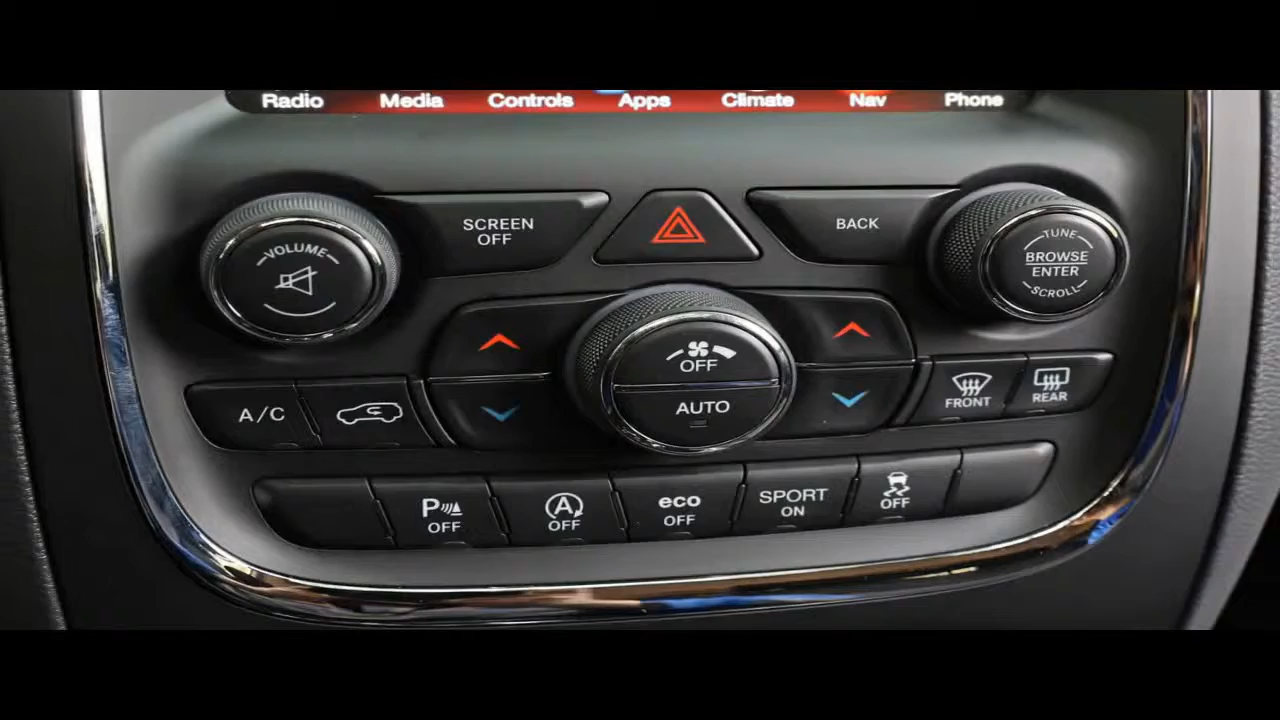 Radio Media Controls Apps Climate Nav Phone
VOLUME
SCREEN
OFF
BACK
TUNE
BROWSE
ENTER
SCROLL
OFF
AUTO
A/C
FRONT
REAR
P
OFF
A
OFF
eco
OFF
SPORT
ON
OFF